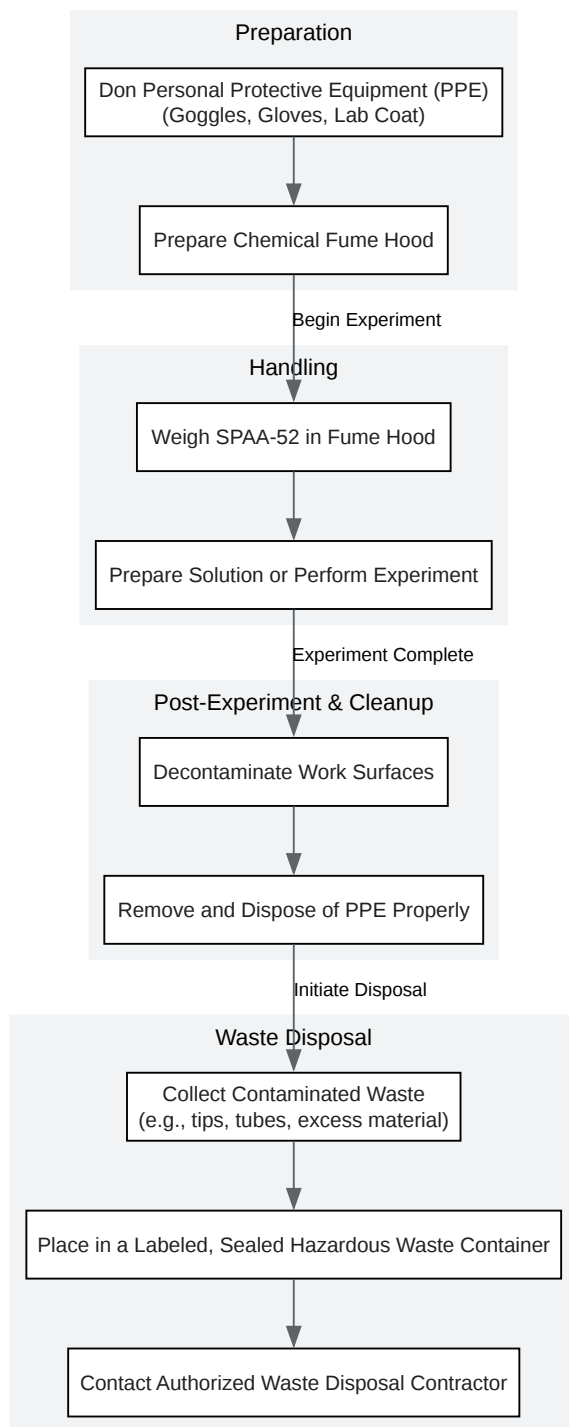 Preparation
Don Personal Protective Equipment (PPE)
(Goggles, Gloves, Lab Coat)
Prepare Chemical Fume Hood
Begin Experiment
Handling
Weigh SPAA-52 in Fume Hood
Prepare Solution or Perform Experiment
Experiment Complete
Post-Experiment & Cleanup
Decontaminate Work Surfaces
Remove and Dispose of PPE Properly
Initiate Disposal
Waste Disposal
Collect Contaminated Waste
(e.g., tips, tubes, excess material)
Place in a Labeled, Sealed Hazardous Waste Container
Contact Authorized Waste Disposal Contractor